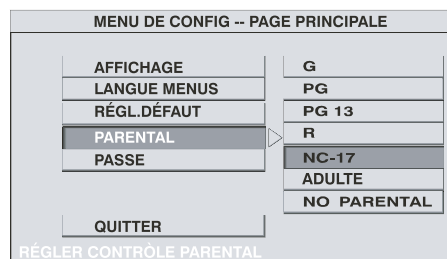 MENU DE CONFIG -- PAGE PRINCIPALE
AFFICHAGE
LANGUE MENUS
RÉGL.DÉFAUT
PARENTAL
PASSE
QUITTER
G
PG
PG 13
R
NC-17
ADULTE
NO PARENTAL
RÉGLER CONTRÔLE PARENTAL